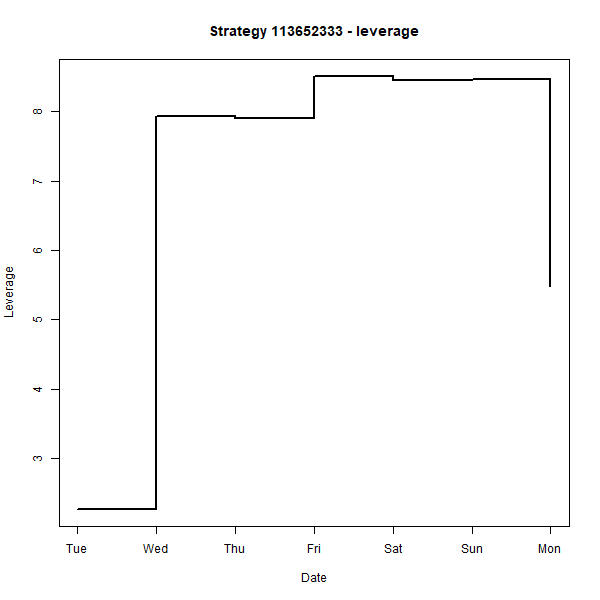 Strategy 113652333 - leverage
Leverage
8
7
6
5
4
3
Tue Wed Thu Fri Sat Sun Mon
Date